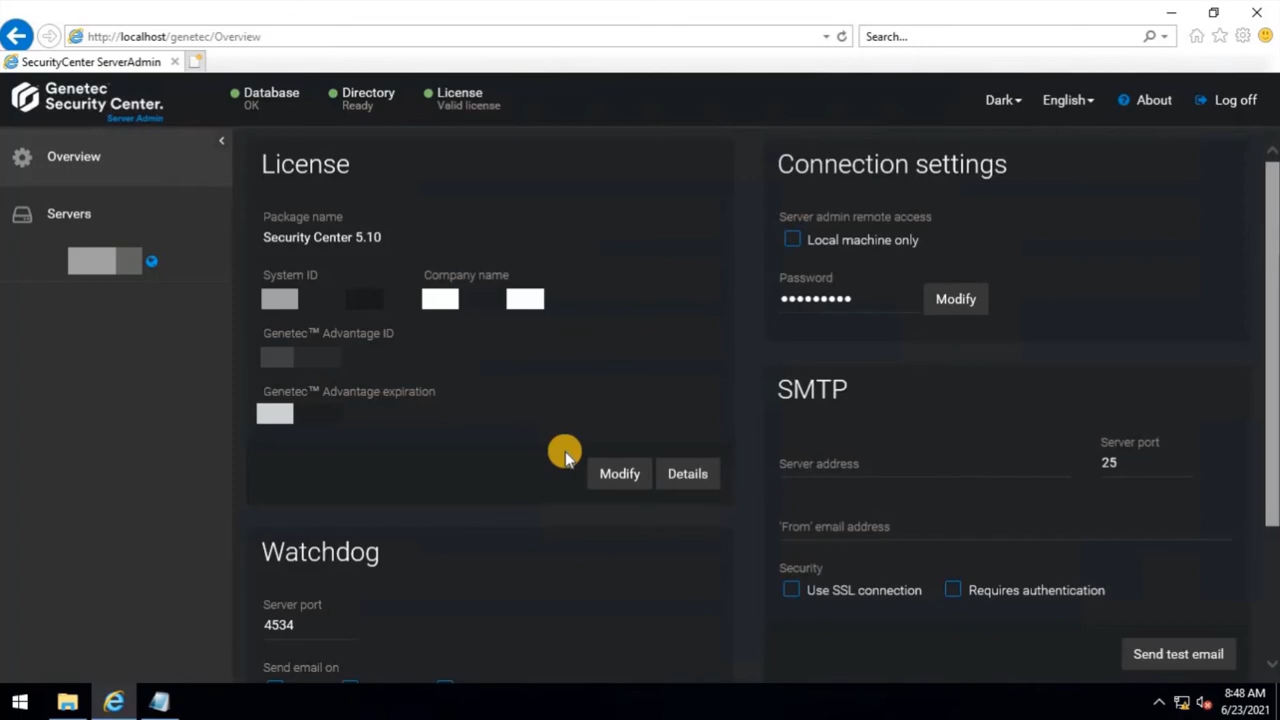 http://localhost/genetec/Overview
Search...
SecurityCenter ServerAdmin
Genetec
Security Center.
Server Admin
Database
OK
Directory
Ready
License
Valid license
Dark
English
About
Log off
Overview
Servers
License
Package name
Security Center 5.10
System ID
Company name
Genetec™ Advantage ID
Genetec™ Advantage expiration
Modify
Details
Watchdog
Server port
4534
Send email on
Connection settings
Server admin remote access
Local machine only
Password
•••••••••
Modify
SMTP
Server address
Server port
25
'From' email address
Security
Use SSL connection
Requires authentication
Send test email
8:48 AM
6/23/2021